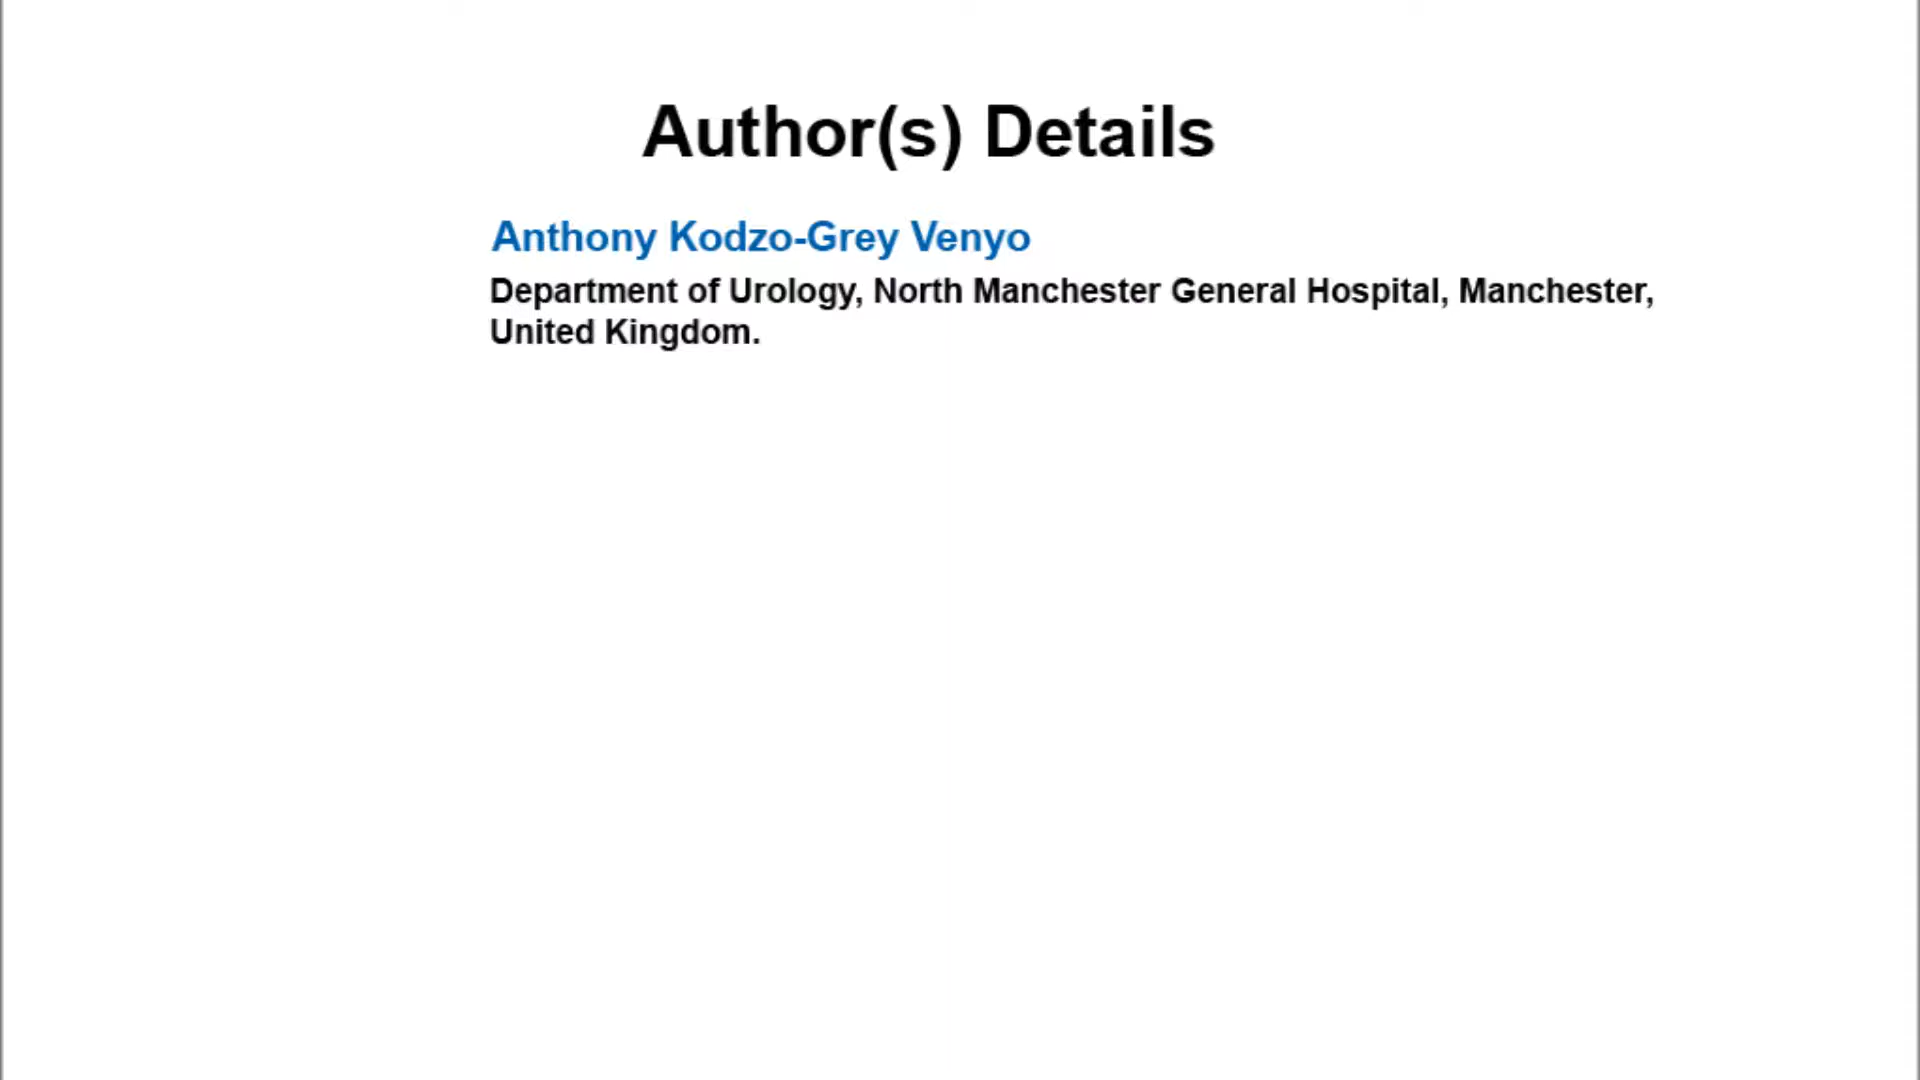 Author(s) Details
Anthony Kodzo-Grey Venyo
Department of Urology, North Manchester General Hospital, Manchester,
United Kingdom.